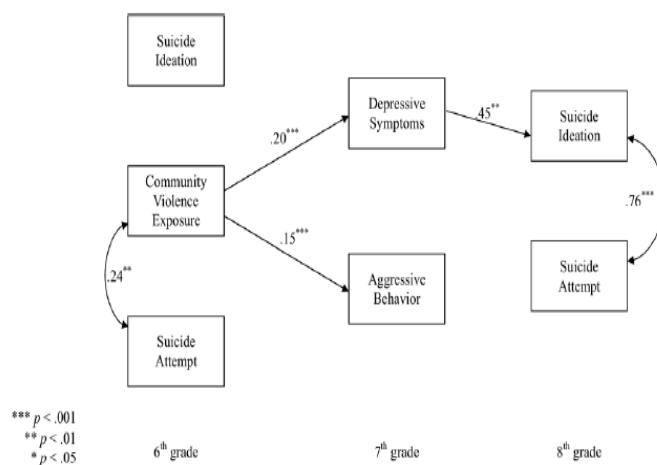 Suicide
Ideation
Depressive
Symptoms
.45**
Suicide
Ideation
.20***
Community
Violence
Exposure
.76***
.15***
.24**
Aggressive
Behavior
Suicide
Attempt
Suicide
Attempt
*** p < .001
** p < .01
* p < .05
6th grade
7th grade
8th grade